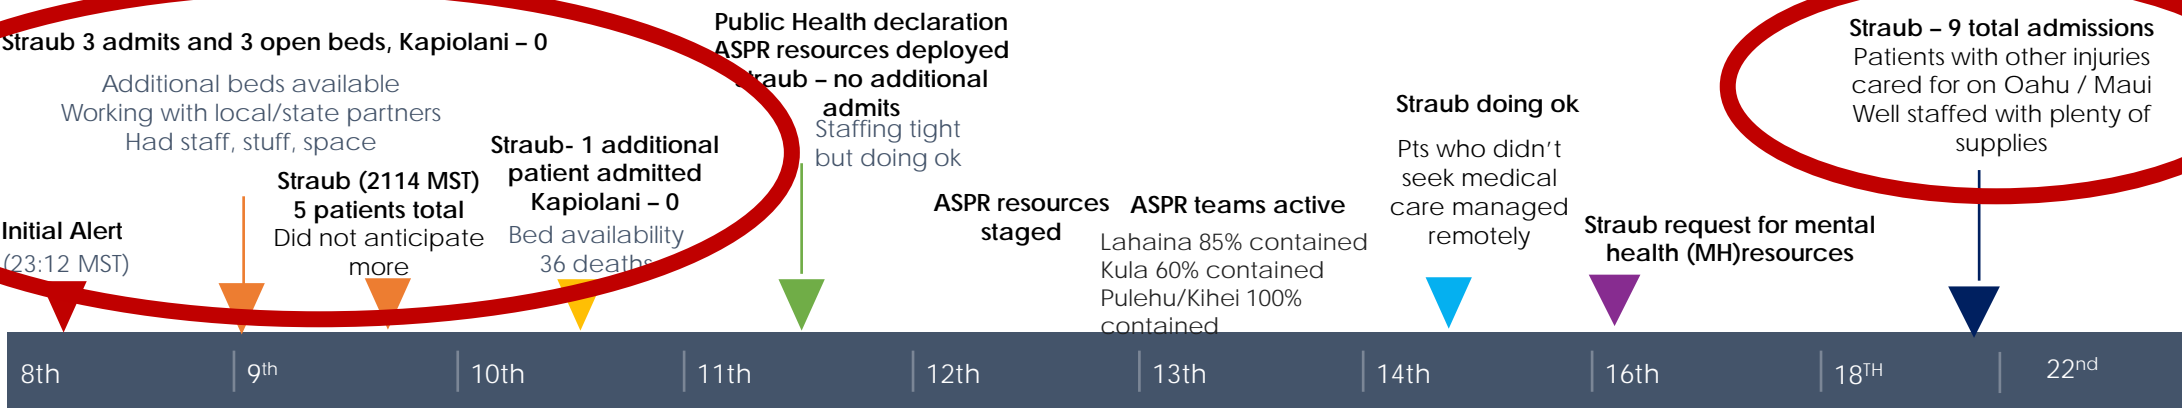 Straub 3 admits and 3 open beds, Kapiolani – 0
Additional beds available
Working with local/state partners
Had staff, stuff, space
Initial Alert
(23:12 MST)
Straub (2114 MST)
5 patients total
Did not anticipate
more
Straub- 1 additional
patient admitted
Kapiolani – 0
Bed availability
36 deaths
Public Health declaration
ASPR resources deployed
Straub – no additional
admits
Staffing tight
but doing ok
ASPR resources
staged
ASPR teams active
Lahaina 85% contained
Kula 60% contained
Pulehu/Kihei 100%
contained
Straub doing ok
Pts who didn't
seek medical
care managed
remotely
Straub request for mental
health (MH)resources
Straub – 9 total admissions
Patients with other injuries
cared for on Oahu / Maui
Well staffed with plenty of
supplies
8th
9th
10th
11th
12th
13th
14th
16th
18TH
22nd